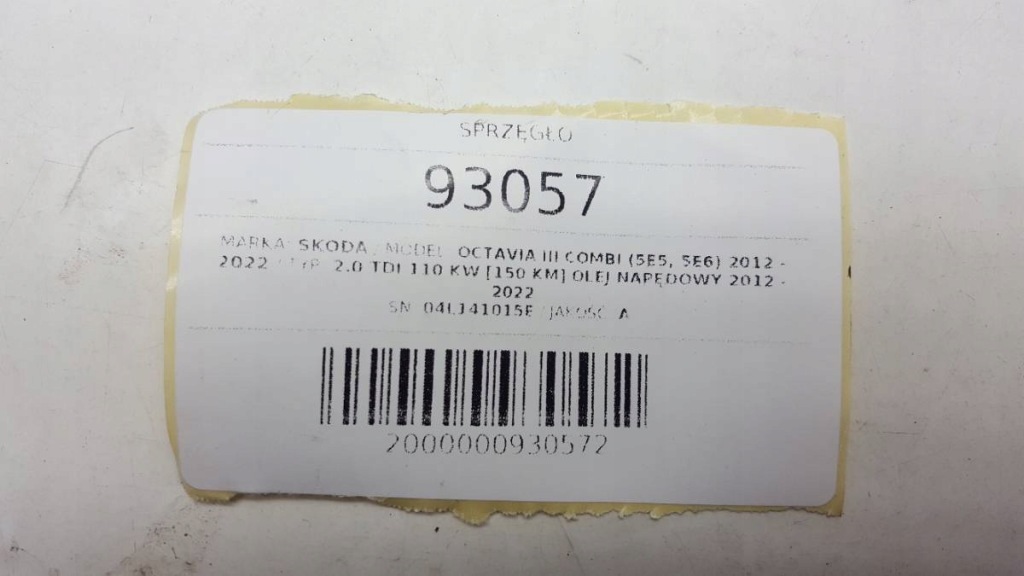 SPRZĘGŁO
93057
MARKA: SKODA / MODEL: OCTAVIA III COMBI (5E5, 5E6) 2012 -
2022 / TYP: 2.0 TDI 110 KW [150 KM] OLEJ NAPĘDOWY 2012 -
2022
SN: 04L141015E / JAKOŚĆ: A
2000000930572